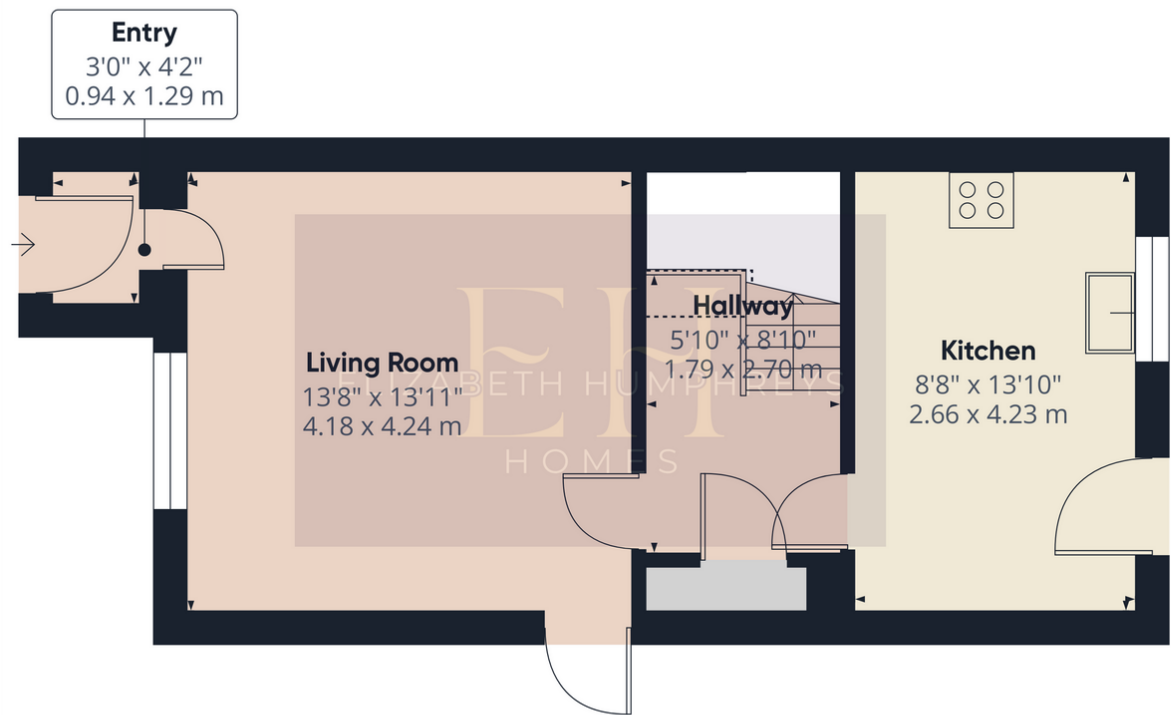 Entry
3'0" x 4'2"
0.94 x 1.29 m
Living Room
13'8" x 13'11"
4.18 x 4.24 m
Hallway
5'10" x 8'10"
1.79 x 2.70 m
Kitchen
8'8" x 13'10"
2.66 x 4.23 m
EH
ELIZABETH HUMPHREYS
HOMES